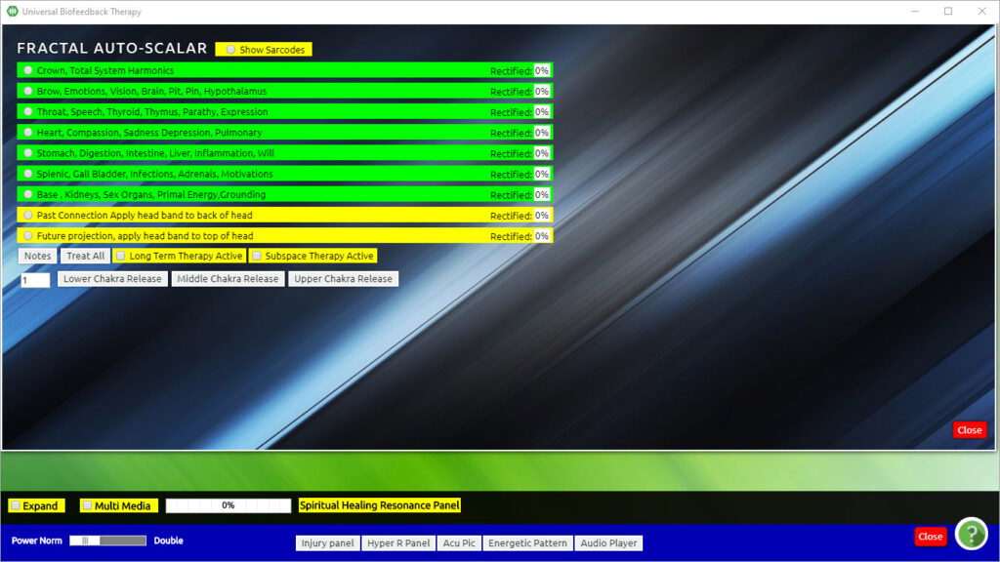 Universal Biofeedback Therapy
FRACTAL AUTO-SCALAR Show Sarcodes
Crown, Total System Harmonics Rectified: 0%
Brow, Emotions, Vision, Brain, Pit, Pin, Hypothalamus Rectified: 0%
Throat, Speech, Thyroid, Thymus, Parathy, Expression Rectified: 0%
Heart, Compassion, Sadness Depression, Pulmonary Rectified: 0%
Stomach, Digestion, Intestine, Liver, Inflammation, Will Rectified: 0%
Splenic, Gall Bladder, Infections, Adrenals, Motivations Rectified: 0%
Base , Kidneys, Sex Organs, Primal Energy,Grounding Rectified: 0%
Past Connection Apply head band to back of head Rectified: 0%
Future projection, apply head band to top of head Rectified: 0%
Notes Treat All Long Term Therapy Active Subspace Therapy Active
1 Lower Chakra Release Middle Chakra Release Upper Chakra Release
Close
Expand Multi Media 0% Spiritual Healing Resonance Panel
Power Norm Double Injury panel Hyper R Panel Acu Pic Energetic Pattern Audio Player Close ?